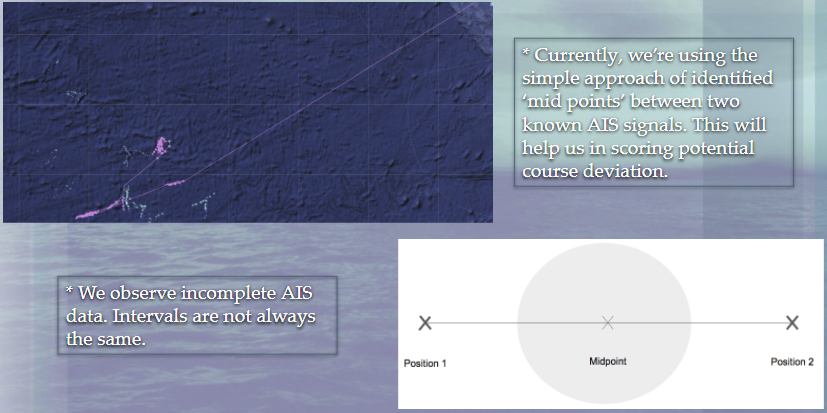 * Currently, we're using the
simple approach of identified
'mid points' between two
known AIS signals. This will
help us in scoring potential
course deviation.
* We observe incomplete AIS
data. Intervals are not always
the same.
Position 1
Midpoint
Position 2